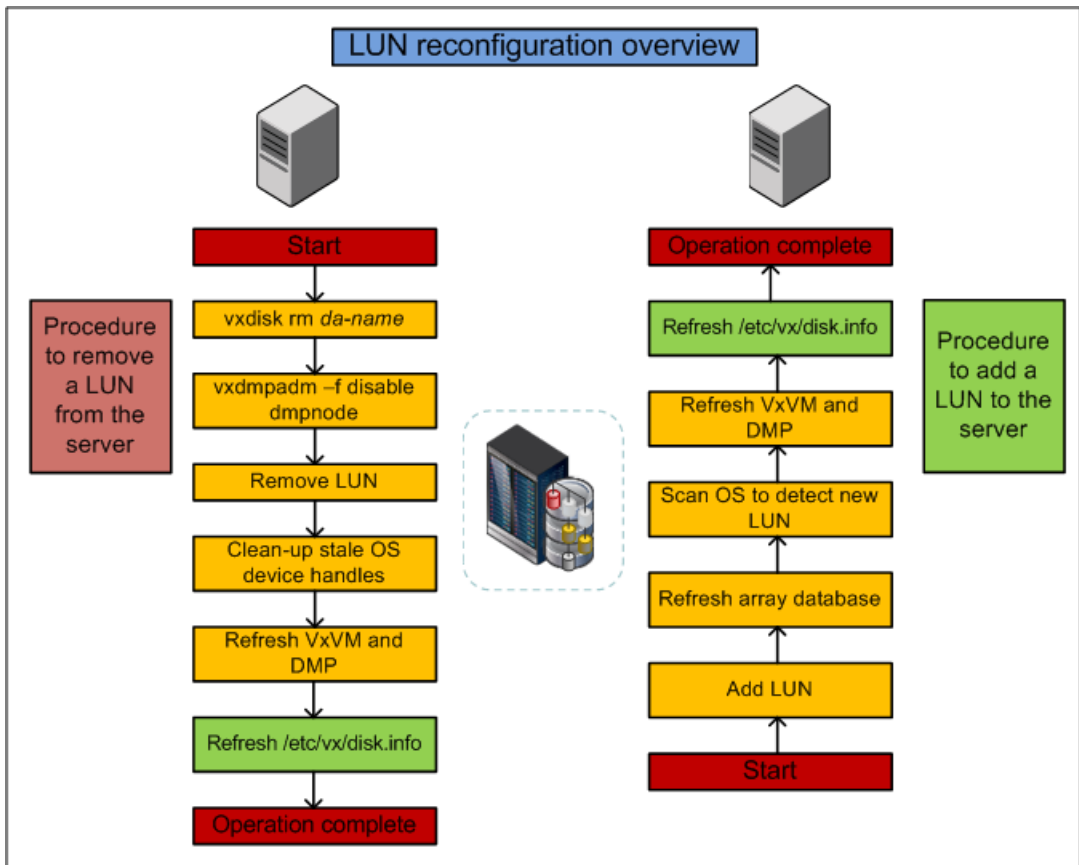 LUN reconfiguration overview
Start
Procedure
to remove
a LUN
from the
server
vxdisk rm da-name
vxdmpadm –f disable
dmpnode
Remove LUN
Clean-up stale OS
device handles
Refresh VxVM and
DMP
Refresh /etc/vx/disk.info
Operation complete
Operation complete
Refresh /etc/vx/disk.info
Procedure
to add a
LUN to the
server
Refresh VxVM and
DMP
Scan OS to detect new
LUN
Refresh array database
Add LUN
Start